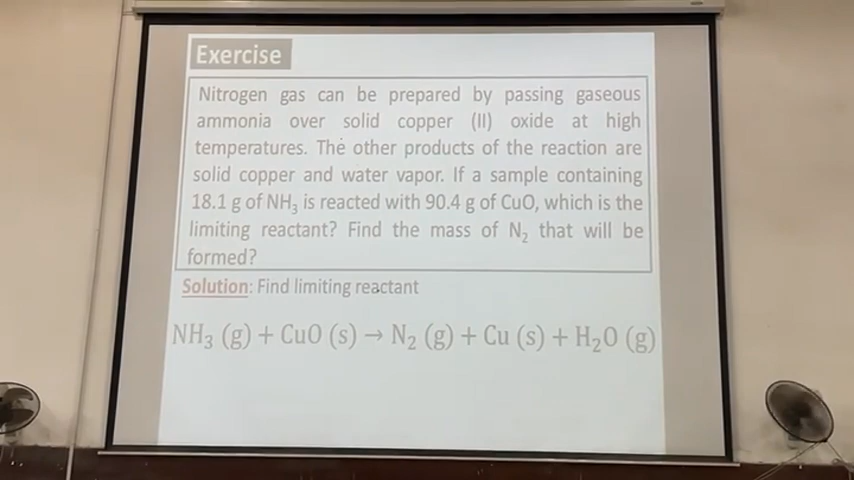 Exercise
Nitrogen gas can be prepared by passing gaseous
ammonia over solid copper (II) oxide at high
temperatures. The other products of the reaction are
solid copper and water vapor. If a sample containing
18.1 g of NH₃ is reacted with 90.4 g of CuO, which is the
limiting reactant? Find the mass of N₂ that will be
formed?
Solution: Find limiting reactant
NH₃ (g) + CuO (s) → N₂ (g) + Cu (s) + H₂O (g)